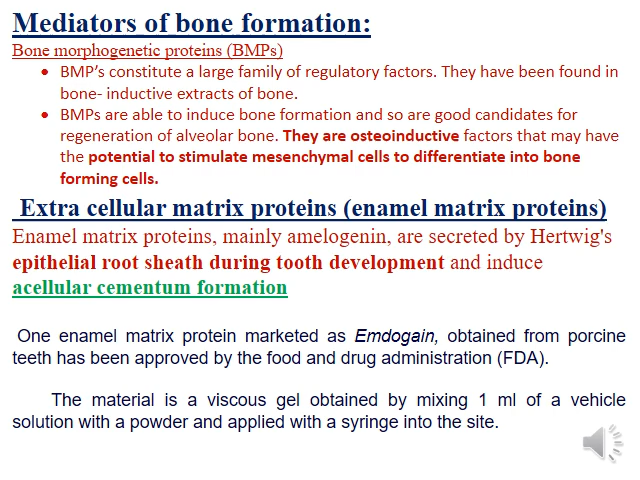 Mediators of bone formation:
Bone morphogenetic proteins (BMPs)
• BMP's constitute a large family of regulatory factors. They have been found in
bone- inductive extracts of bone.
• BMPs are able to induce bone formation and so are good candidates for
regeneration of alveolar bone. They are osteoinductive factors that may have
the potential to stimulate mesenchymal cells to differentiate into bone
forming cells.
Extra cellular matrix proteins (enamel matrix proteins)
Enamel matrix proteins, mainly amelogenin, are secreted by Hertwig's
epithelial root sheath during tooth development and induce
acellular cementum formation
One enamel matrix protein marketed as Emdogain, obtained from porcine
teeth has been approved by the food and drug administration (FDA).
The material is a viscous gel obtained by mixing 1 ml of a vehicle
solution with a powder and applied with a syringe into the site.